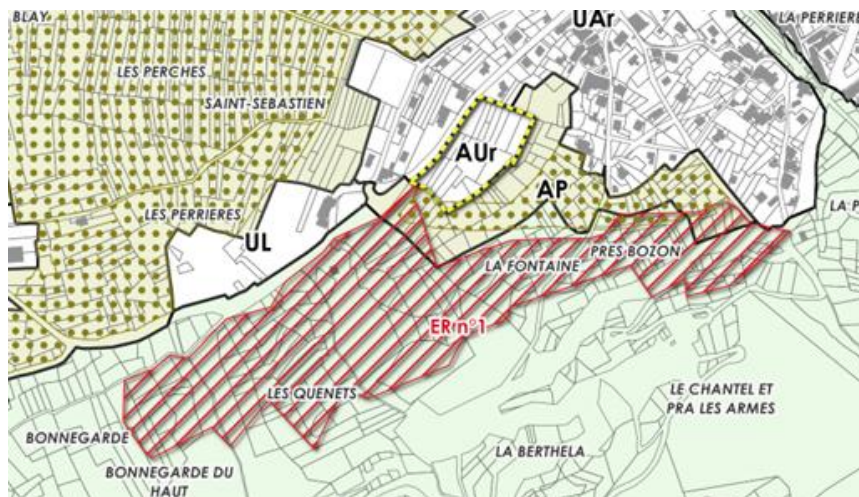 BLAY
UAr
LA PERRIERE
LES PERCHES
SAINT-SEBASTIEN
AUr
AP
LES PERRIERES
UL
LA P
PRES BOZON
LA FONTAINE
ER n°1
LES QUENETS
LE CHANTEL ET
PRA LES ARMES
BONNEGARDE
LA BERTHELA
BONNEGARDE DU
HAUT